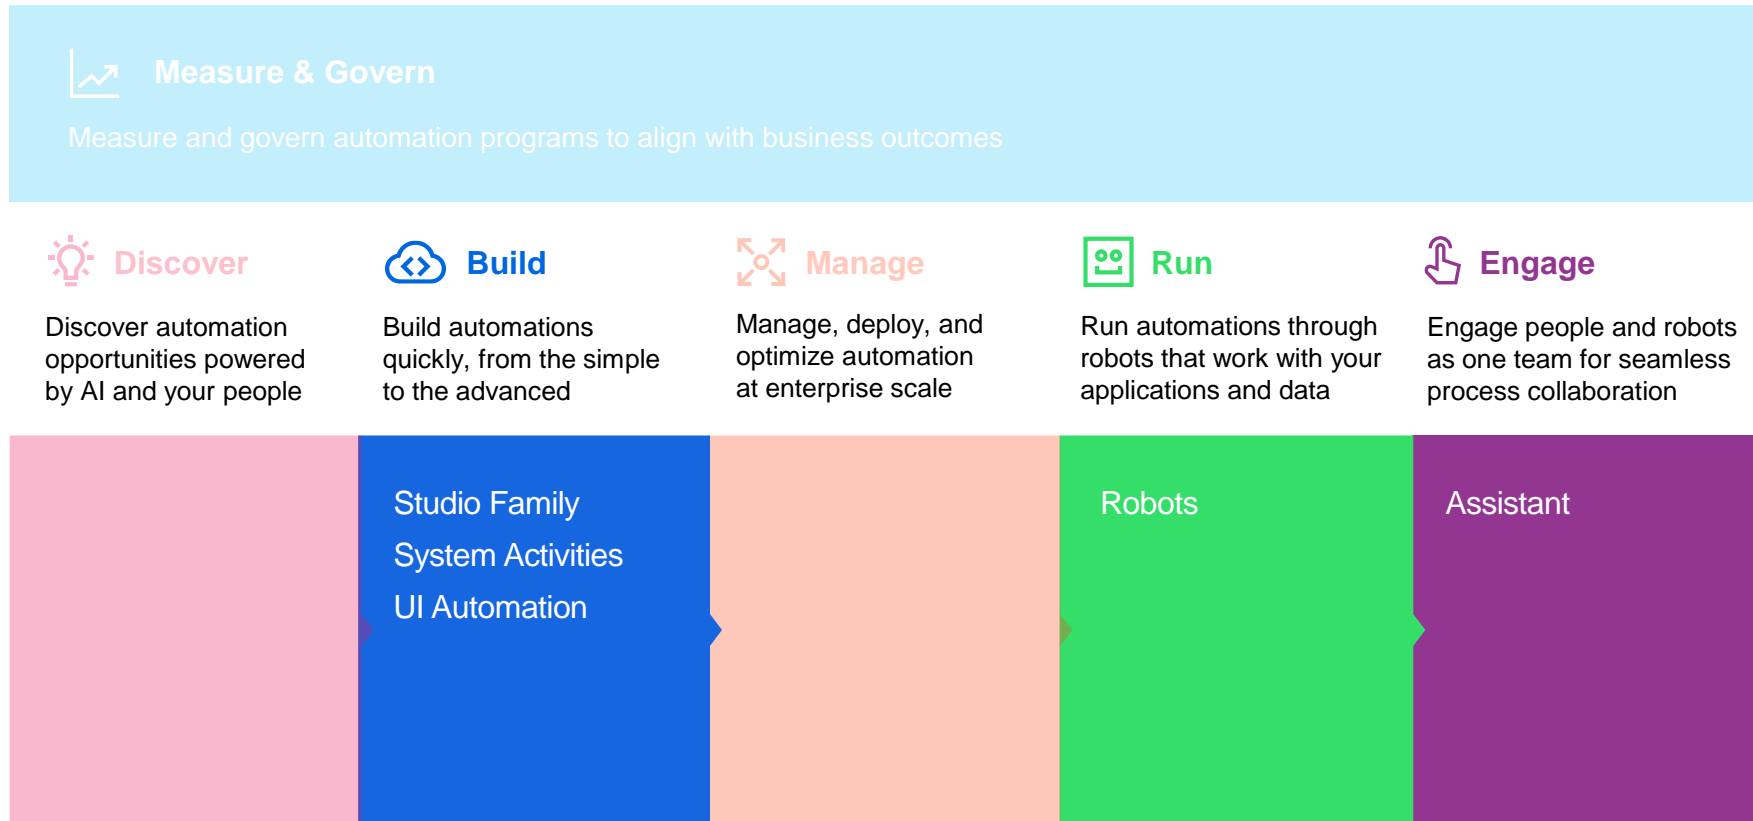 Measure & Govern
Measure and govern automation programs to align with business outcomes
Discover
Discover automation
opportunities powered
by AI and your people
Build
Build automations
quickly, from the simple
to the advanced
Manage
Manage, deploy, and
optimize automation
at enterprise scale
Run
Run automations through
robots that work with your
applications and data
Engage
Engage people and robots
as one team for seamless
process collaboration
Studio Family
System Activities
UI Automation
Robots
Assistant